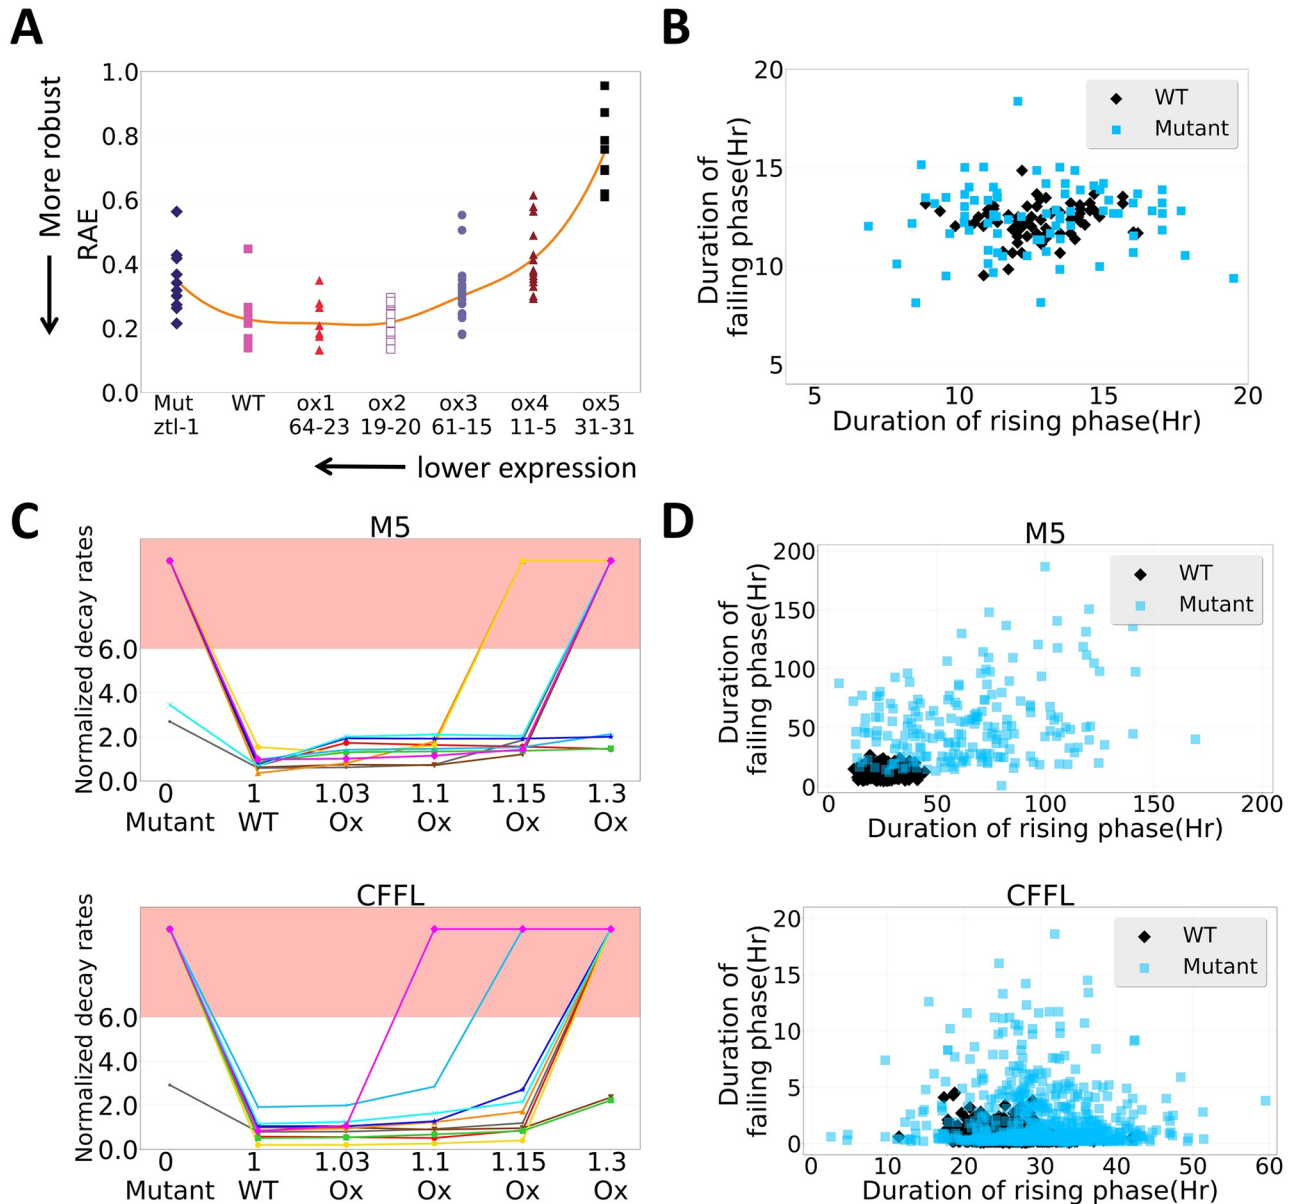 A
More robust
RAE
1.0
0.8
0.6
0.4
0.2
0.0
Mut
ztl-1
WT
ox1
64-23
ox2
19-20
ox3
61-15
ox4
11-5
ox5
31-31
lower expression
B
Duration of
failing phase(Hr)
20
15
10
5
WT
Mutant
5 10 15 20
Duration of rising phase(Hr)
C
M5
Normalized decay rates
6.0
4.0
2.0
0.0
0 1 1.03 1.1 1.15 1.3
Mutant WT Ox Ox Ox Ox
CFFL
Normalized decay rates
6.0
4.0
2.0
0.0
0 1 1.03 1.1 1.15 1.3
Mutant WT Ox Ox Ox Ox
D
M5
Duration of
failing phase(Hr)
200
150
100
50
0
WT
Mutant
0 50 100 150 200
Duration of rising phase(Hr)
CFFL
Duration of
failing phase(Hr)
20
15
10
5
0
WT
Mutant
0 10 20 30 40 50 60
Duration of rising phase(Hr)